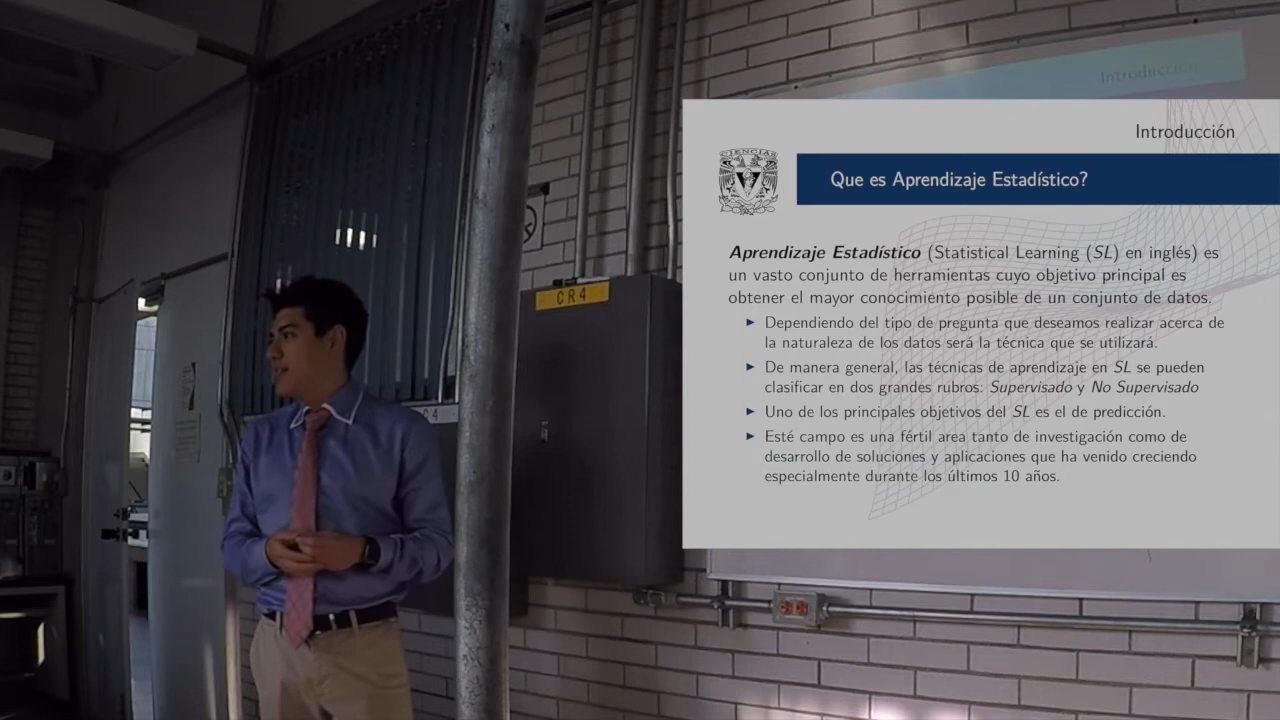 Introducción
Introducción
CIENCIAS
Que es Aprendizaje Estadístico?
Aprendizaje Estadístico (Statistical Learning (SL) en inglés) es
un vasto conjunto de herramientas cuyo objetivo principal es
obtener el mayor conocimiento posible de un conjunto de datos.
Dependiendo del tipo de pregunta que deseamos realizar acerca de
la naturaleza de los datos será la técnica que se utilizará.
De manera general, las técnicas de aprendizaje en SL se pueden
clasificar en dos grandes rubros: Supervisado y No Supervisado
Uno de los principales objetivos del SL es el de predicción.
Esté campo es una fértil area tanto de investigación como de
desarrollo de soluciones y aplicaciones que ha venido creciendo
especialmente durante los últimos 10 años.
CR4
C 4